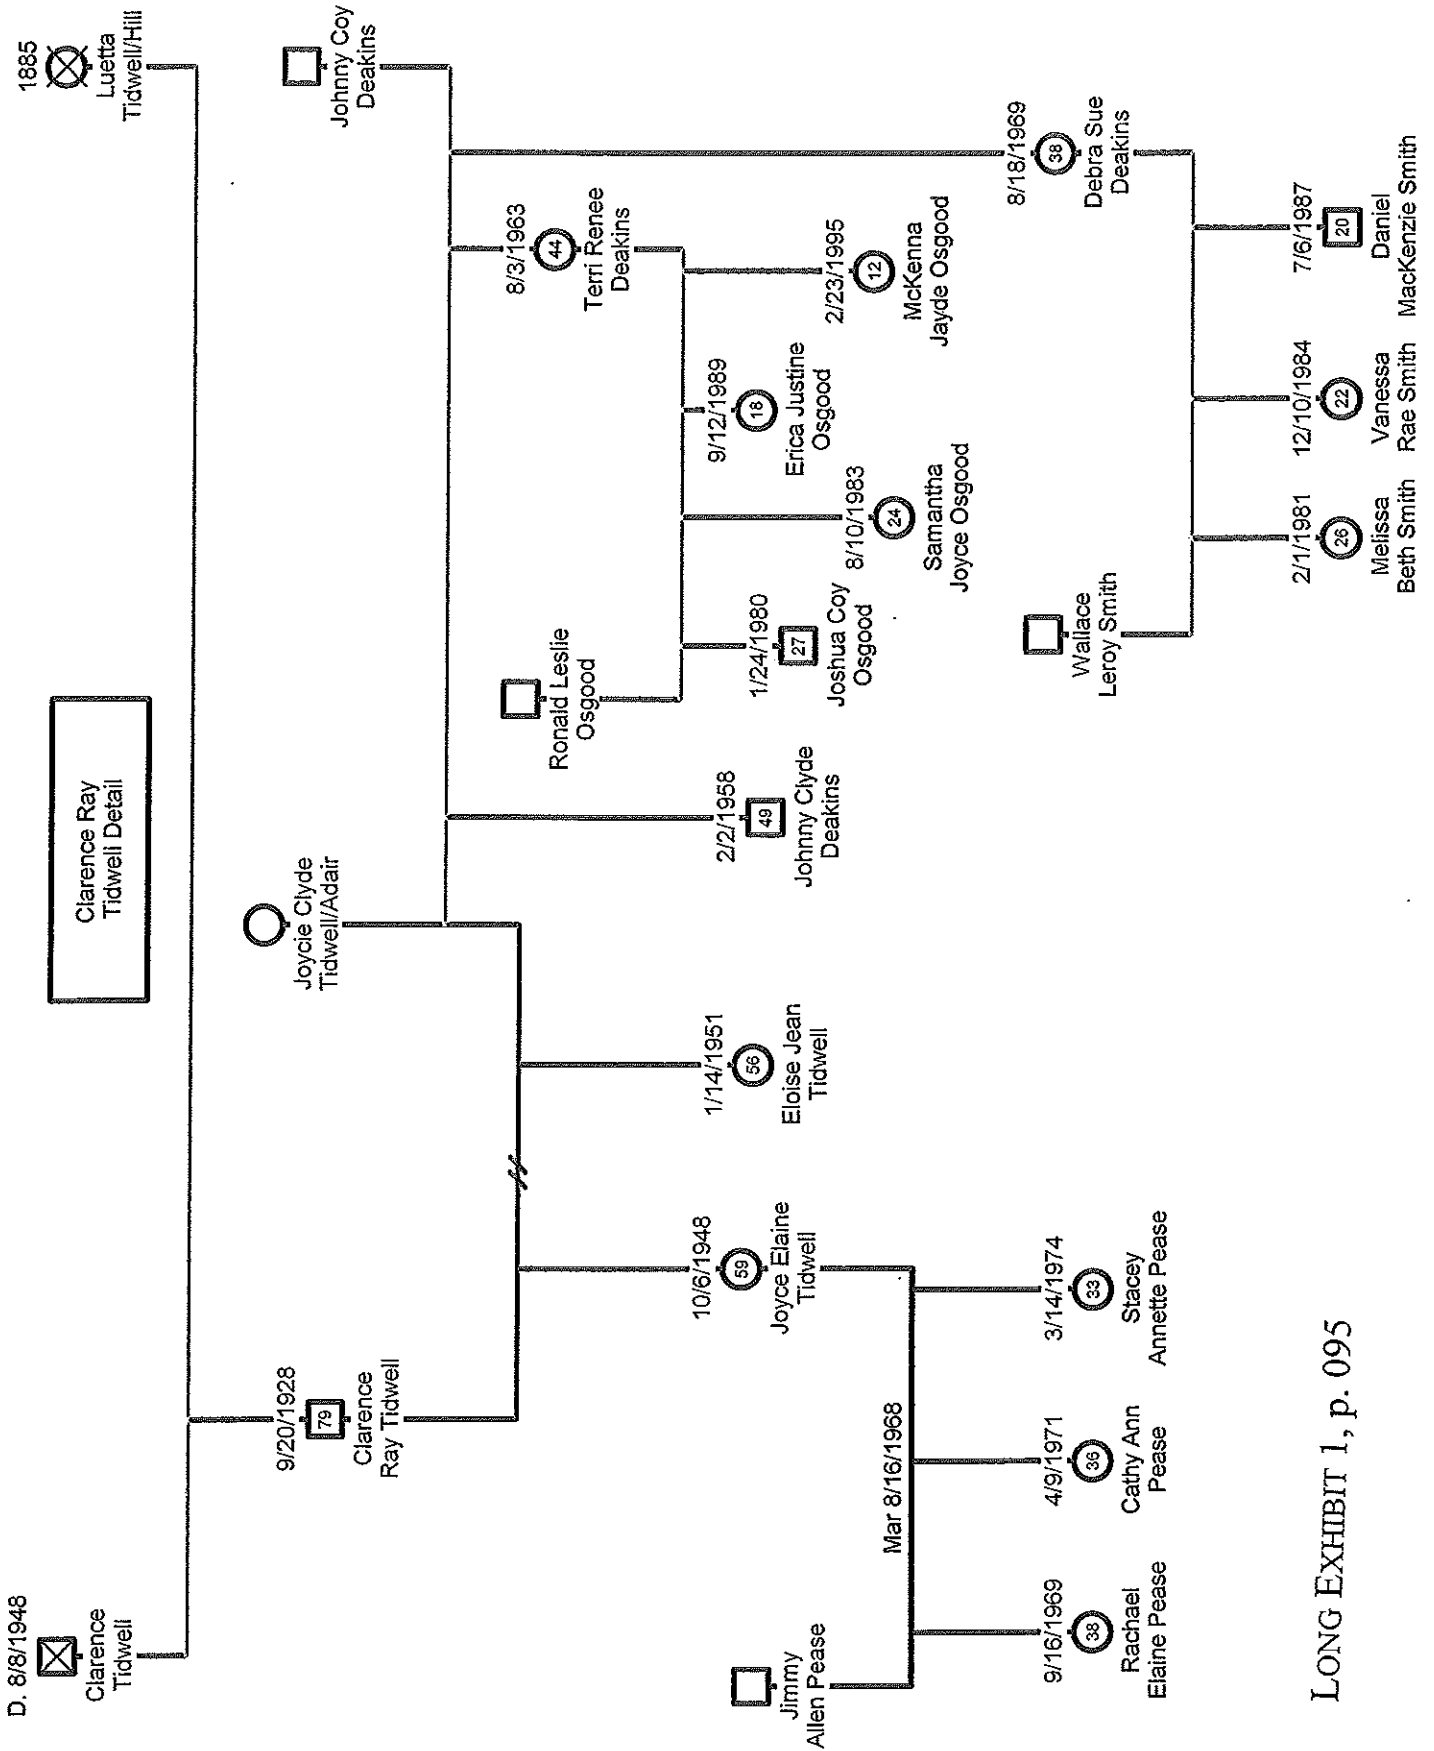 Clarence Ray
Tidwell Detail
D. 8/8/1948
Clarence
Tidwell
1885
Luetta
Tidwell/Hill
9/20/1928
79
Clarence
Ray Tidwell
Joycie Clyde
Tidwell/Adair
Johnny Coy
Deakins
10/6/1948
59
Joyce Elaine
Tidwell
1/14/1951
56
Eloise Jean
Tidwell
2/2/1958
49
Johnny Clyde
Deakins
Ronald Leslie
Osgood
8/3/1963
44
Terri Renee
Deakins
1/24/1980
27
Joshua Coy
Osgood
8/10/1983
24
Samantha
Joyce Osgood
9/12/1989
18
Erica Justine
Osgood
2/23/1995
12
McKenna
Jayde Osgood
8/18/1969
38
Debra Sue
Deakins
Jimmy
Allen Pease
Mar 8/16/1968
9/16/1969
38
Rachael
Elaine Pease
4/9/1971
36
Cathy Ann
Pease
3/14/1974
33
Stacey
Annette Pease
Wallace
Leroy Smith
2/1/1981
26
Melissa
Beth Smith
12/10/1984
22
Vanessa
Rae Smith
7/6/1987
20
Daniel
MacKenzie Smith
LONG EXHIBIT 1, p. 095